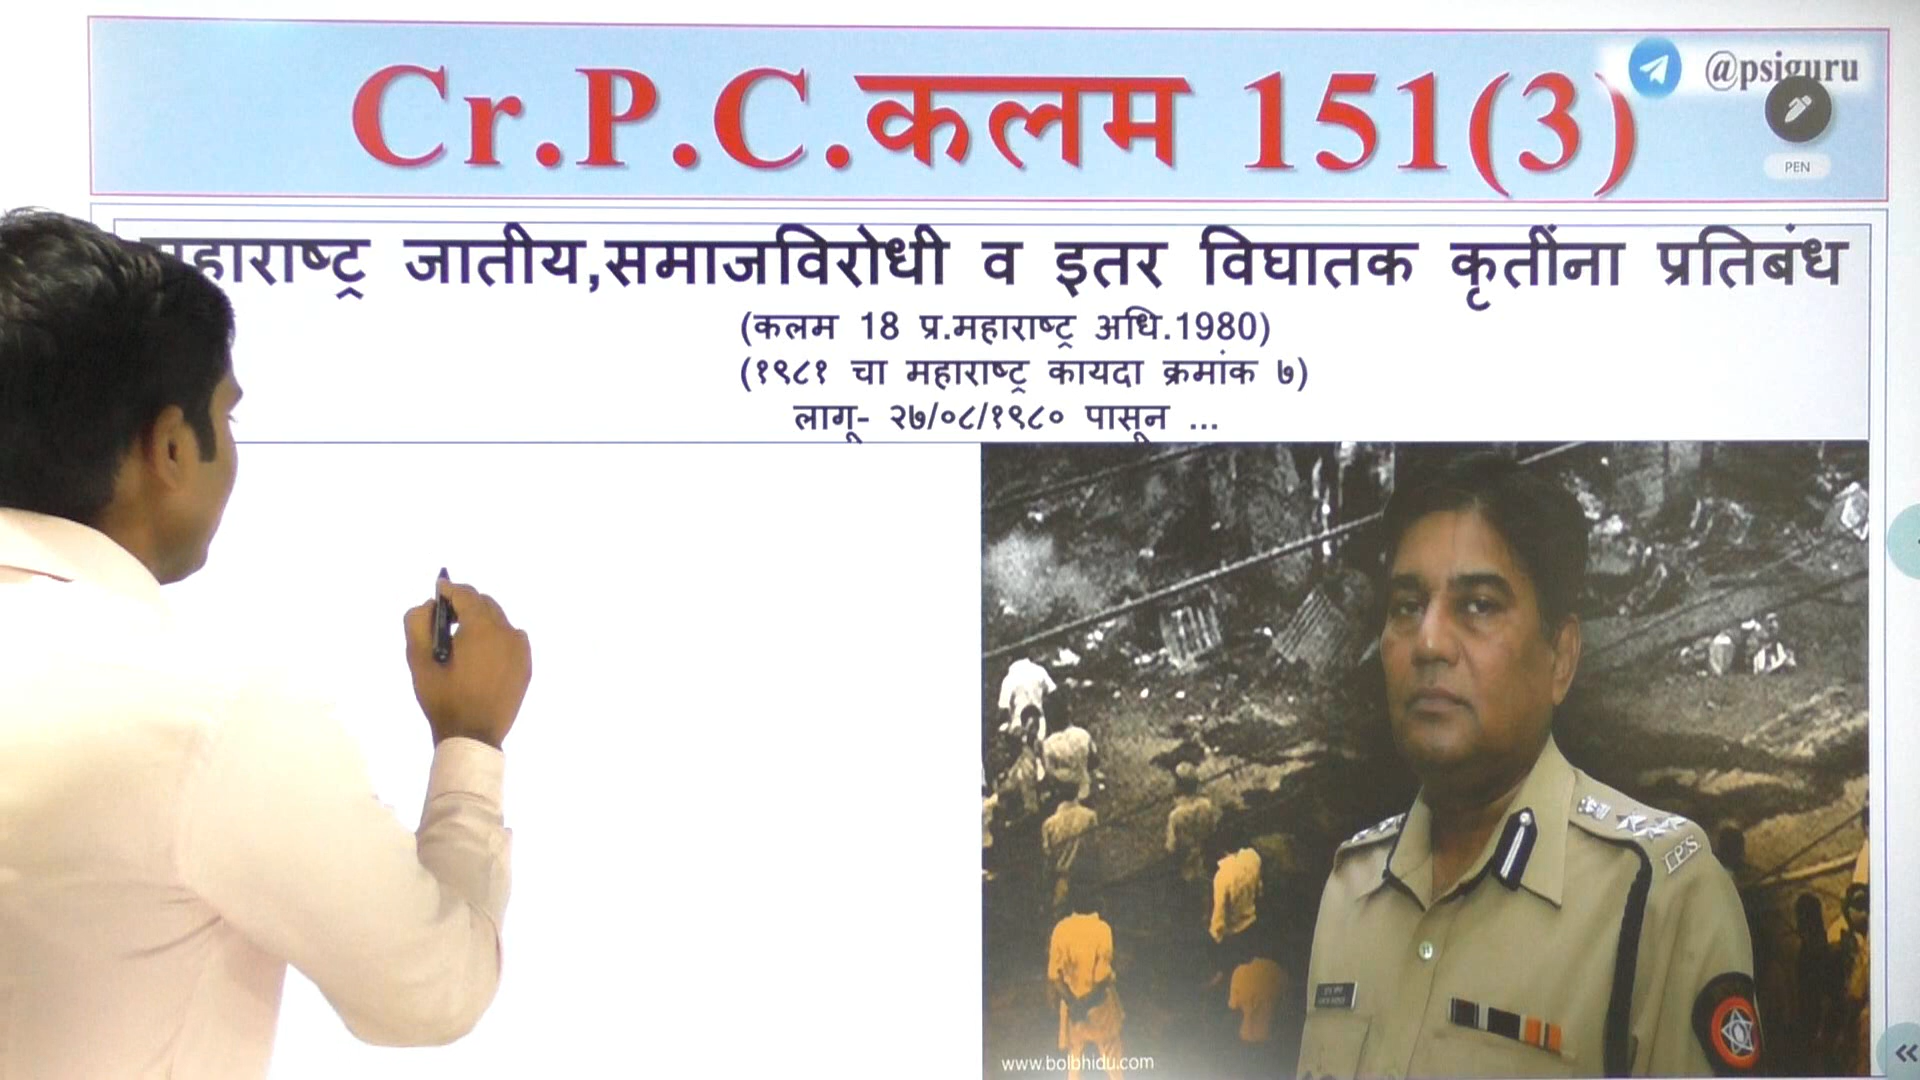 Cr.P.C.कलम 151(3)
@psiguru
PEN
महाराष्ट्र जातीय,समाजविरोधी व इतर विघातक कृतींना प्रतिबंध
(कलम 18 प्र.महाराष्ट्र अधि.1980)
(१९८१ चा महाराष्ट्र कायदा क्रमांक ७)
लागू- २७/०८/१९८० पासून ...
I.P.S.
www.bolbhidu.com